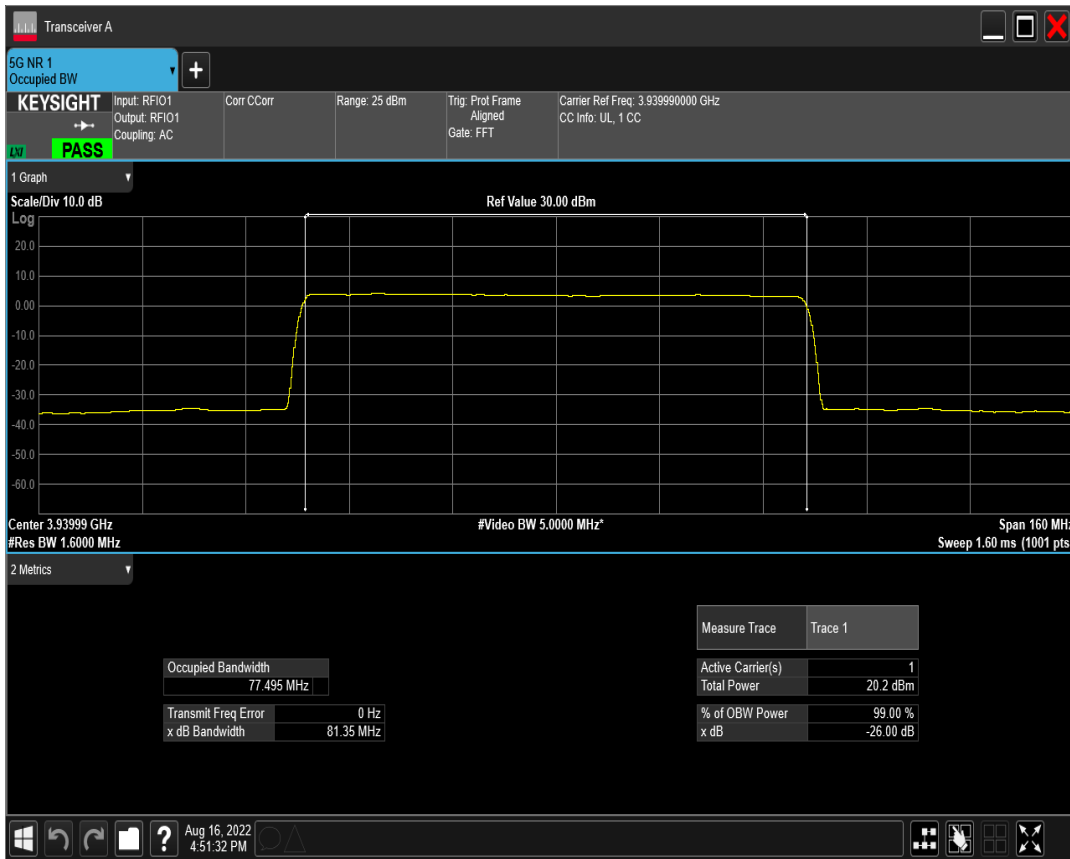 Transceiver A
5G NR 1
Occupied BW
KEYSIGHT
LXI
PASS
Input: RFIO1
Output: RFIO1
Coupling: AC
Corr CCorr
Range: 25 dBm
Trig: Prot Frame
Aligned
Gate: FFT
Carrier Ref Freq: 3.939990000 GHz
CC Info: UL, 1 CC
1 Graph
Scale/Div 10.0 dB
Ref Value 30.00 dBm
Log
20.0
10.0
0.00
-10.0
-20.0
-30.0
-40.0
-50.0
-60.0
Center 3.93999 GHz
#Video BW 5.0000 MHz*
Span 160 MHz
#Res BW 1.6000 MHz
Sweep 1.60 ms (1001 pts
2 Metrics
Measure Trace Trace 1
Occupied Bandwidth
77.495 MHz
Active Carrier(s) 1
Total Power 20.2 dBm
Transmit Freq Error 0 Hz
x dB Bandwidth 81.35 MHz
% of OBW Power 99.00 %
x dB -26.00 dB
?
Aug 16, 2022
4:51:32 PM